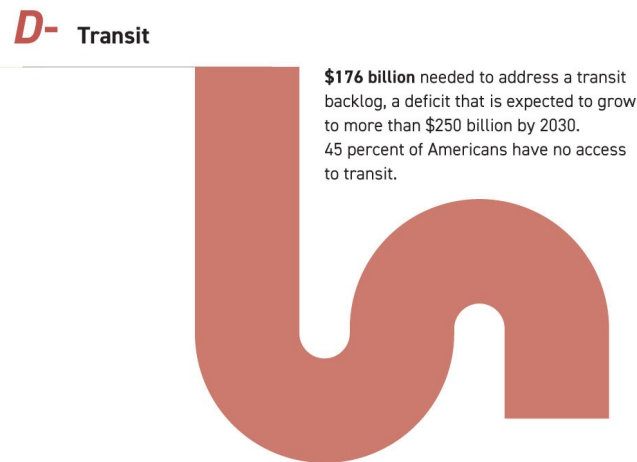 D- Transit
$176 billion needed to address a transit
backlog, a deficit that is expected to grow
to more than $250 billion by 2030.
45 percent of Americans have no access
to transit.